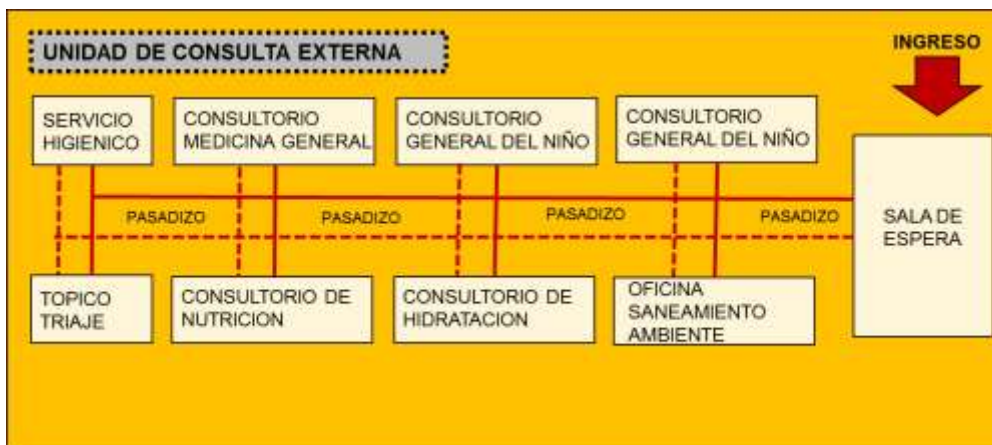 UNIDAD DE CONSULTA EXTERNA
INGRESO
SERVICIO
HIGIENICO
CONSULTORIO
MEDICINA GENERAL
CONSULTORIO
GENERAL DEL NIÑO
CONSULTORIO
GENERAL DEL NIÑO
PASADIZO
PASADIZO
PASADIZO
PASADIZO
SALA DE
ESPERA
TOPICO
TRIAJE
CONSULTORIO DE
NUTRICION
CONSULTORIO DE
HIDRATACION
OFICINA
SANEAMIENTO
AMBIENTE